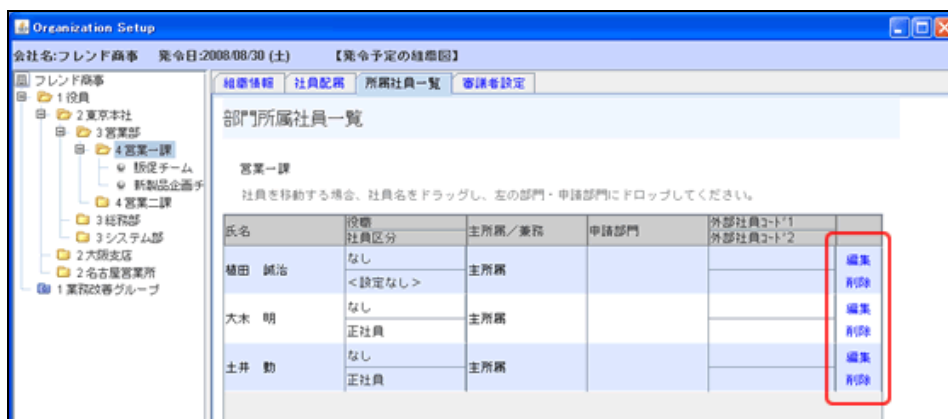 Organization Setup
会社名:フレンド商事 発令日:2008/08/30 (土) 【発令予定の組織図】
フレンド商事
1 役員
2 東京本社
3 営業部
4 営業一課
販促チーム
新製品企画チ
4 営業二課
3 総務部
3 システム部
2 大阪支店
2 名古屋営業所
1 業務改善グループ
組織情報 社員配属 所属社員一覧 審議者設定
部門所属社員一覧
営業一課
社員を移動する場合、社員名をドラッグし、左の部門・申請部門にドロップしてください。
氏名 役職 主所属/兼務 申請部門 外部社員コード1
社員区分 外部社員コード2
植田 誠治 なし 主所属 編集
<設定なし> 削除
大木 明 なし 主所属 編集
正社員 削除
土井 勤 なし 主所属 編集
正社員 削除